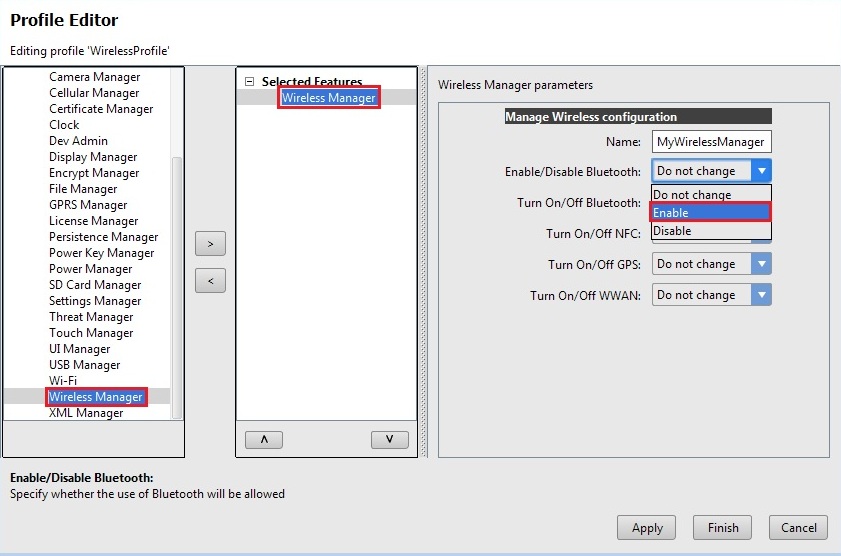 Profile Editor
Editing profile 'WirelessProfile'
Camera Manager
Cellular Manager
Certificate Manager
Clock
Dev Admin
Display Manager
Encrypt Manager
File Manager
GPRS Manager
License Manager
Persistence Manager
Power Key Manager
Power Manager
SD Card Manager
Settings Manager
Threat Manager
Touch Manager
UI Manager
USB Manager
Wi-Fi
Wireless Manager
XML Manager
>
<
Selected Features
Wireless Manager
Wireless Manager parameters
Manage Wireless configuration
Name: MyWirelessManager
Enable/Disable Bluetooth: Do not change
Do not change
Enable
Disable
Turn On/Off Bluetooth:
Turn On/Off NFC:
Turn On/Off GPS: Do not change
Turn On/Off WWAN: Do not change
Enable/Disable Bluetooth:
Specify whether the use of Bluetooth will be allowed
Apply Finish Cancel